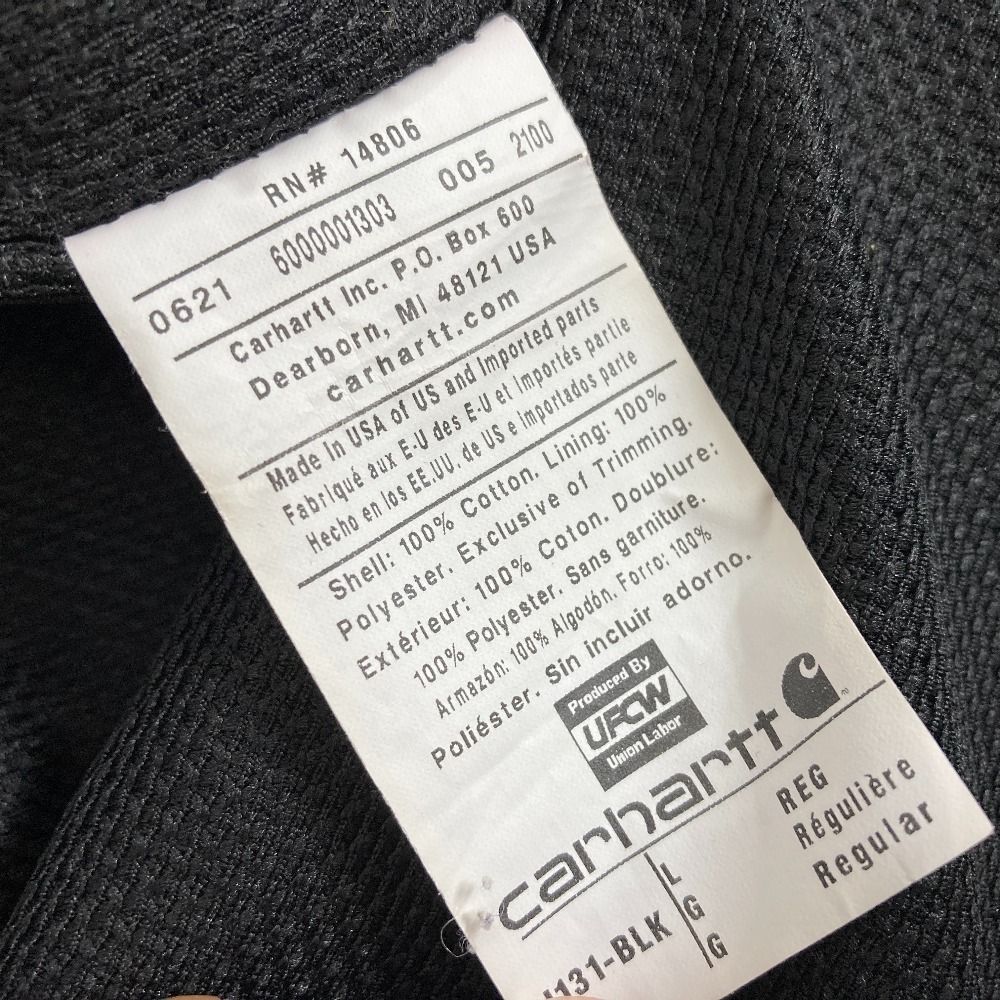 RN# 14806
0621 6000001303 005 2100
Carhartt Inc. P.O. Box 600
Dearborn, MI 48121 USA
carhartt.com
Made In USA of US and Imported parts
Fabriqué aux E-U des E-U et importés partie
Hecho en los EE.UU. de US e importados parte
Shell: 100% Cotton. Lining: 100%
Polyester. Exclusive of Trimming.
Extérieur: 100% Coton. Doublure:
100% Polyester. Sans garniture.
Armazón: 100% Algodón. Forro: 100%
Poliéster. Sin incluir adorno.
Produced By
UFCW
Union Labor
carhartt
131-BLK
L
G
G
REG
Régulière
Regular